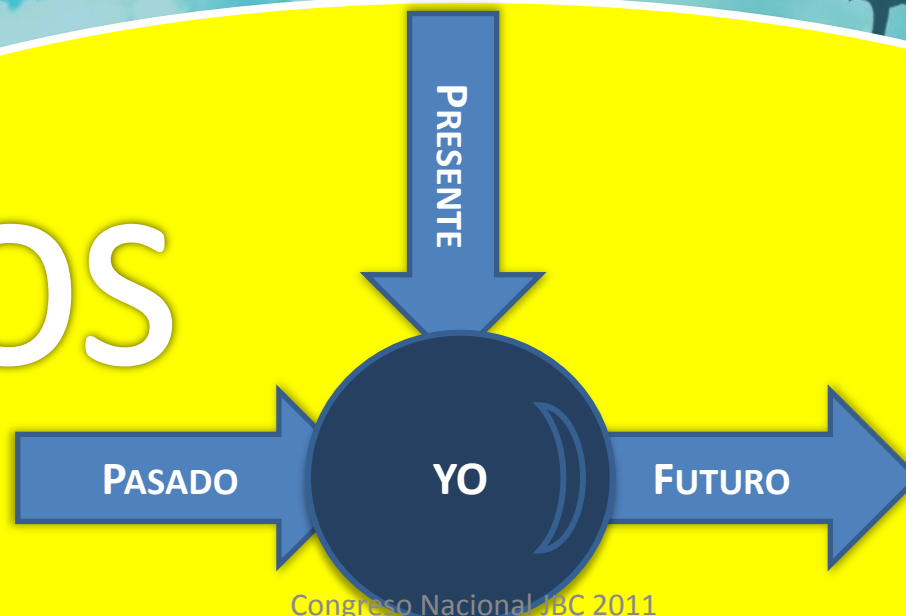 PRESENTE
OS
PASADO
YO
FUTURO
Congreso Nacional JBC 2011